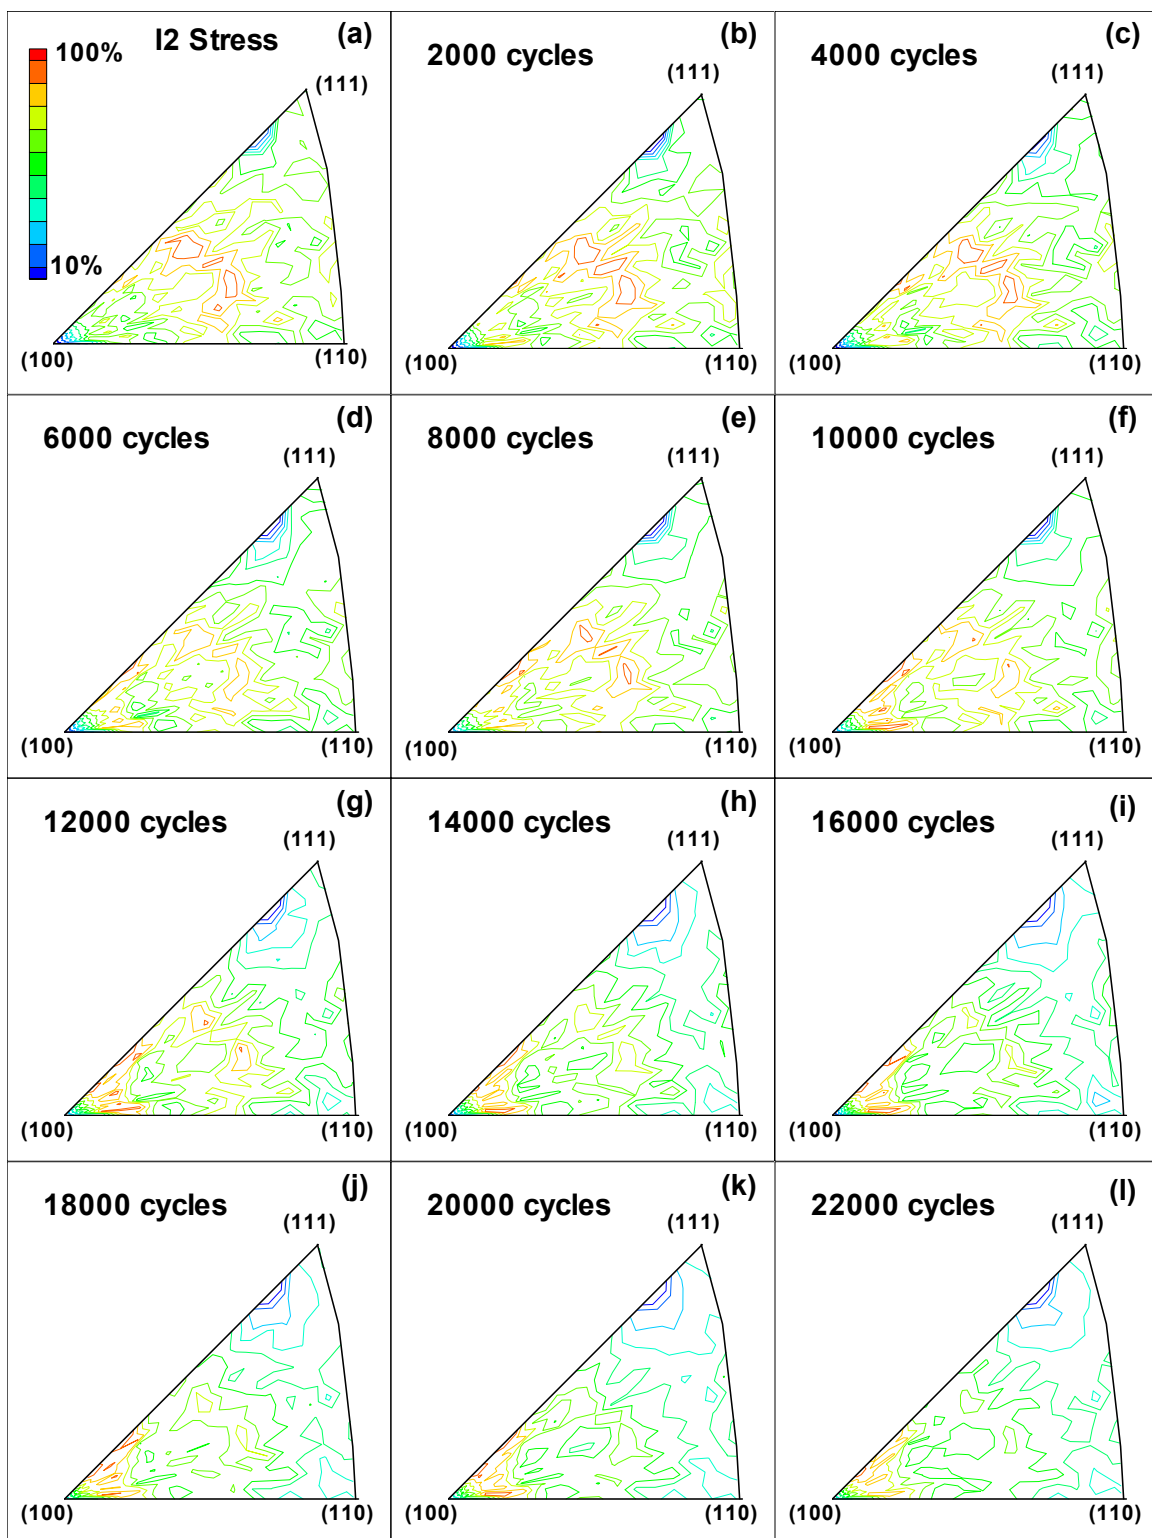 I2 Stress
(a)
100%
10%
(111)
(100)
(110)
2000 cycles
(b)
(111)
(100)
(110)
4000 cycles
(c)
(111)
(100)
(110)
6000 cycles
(d)
(111)
(100)
(110)
8000 cycles
(e)
(111)
(100)
(110)
10000 cycles
(f)
(111)
(100)
(110)
12000 cycles
(g)
(111)
(100)
(110)
14000 cycles
(h)
(111)
(100)
(110)
16000 cycles
(i)
(111)
(100)
(110)
18000 cycles
(j)
(111)
(100)
(110)
20000 cycles
(k)
(111)
(100)
(110)
22000 cycles
(l)
(111)
(100)
(110)